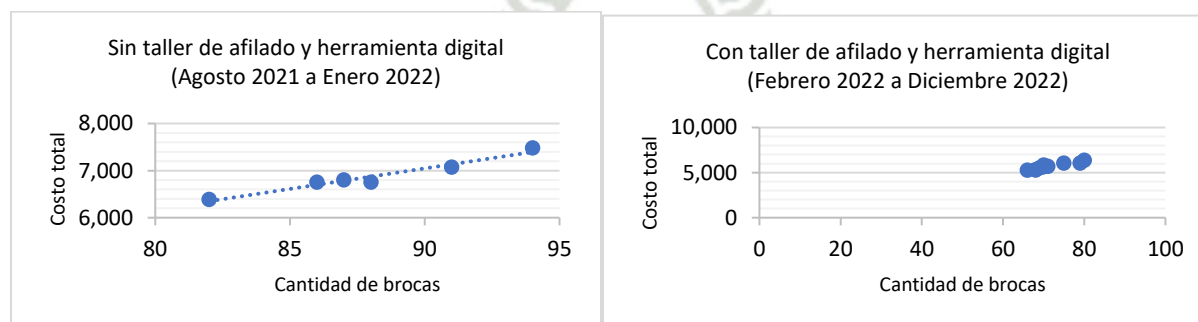 Sin taller de afilado y herramienta digital
(Agosto 2021 a Enero 2022)
Costo total
8,000
7,000
6,000
80
85
90
95
Cantidad de brocas
Con taller de afilado y herramienta digital
(Febrero 2022 a Diciembre 2022)
Costo total
10,000
5,000
0
0
20
40
60
80
100
Cantidad de brocas